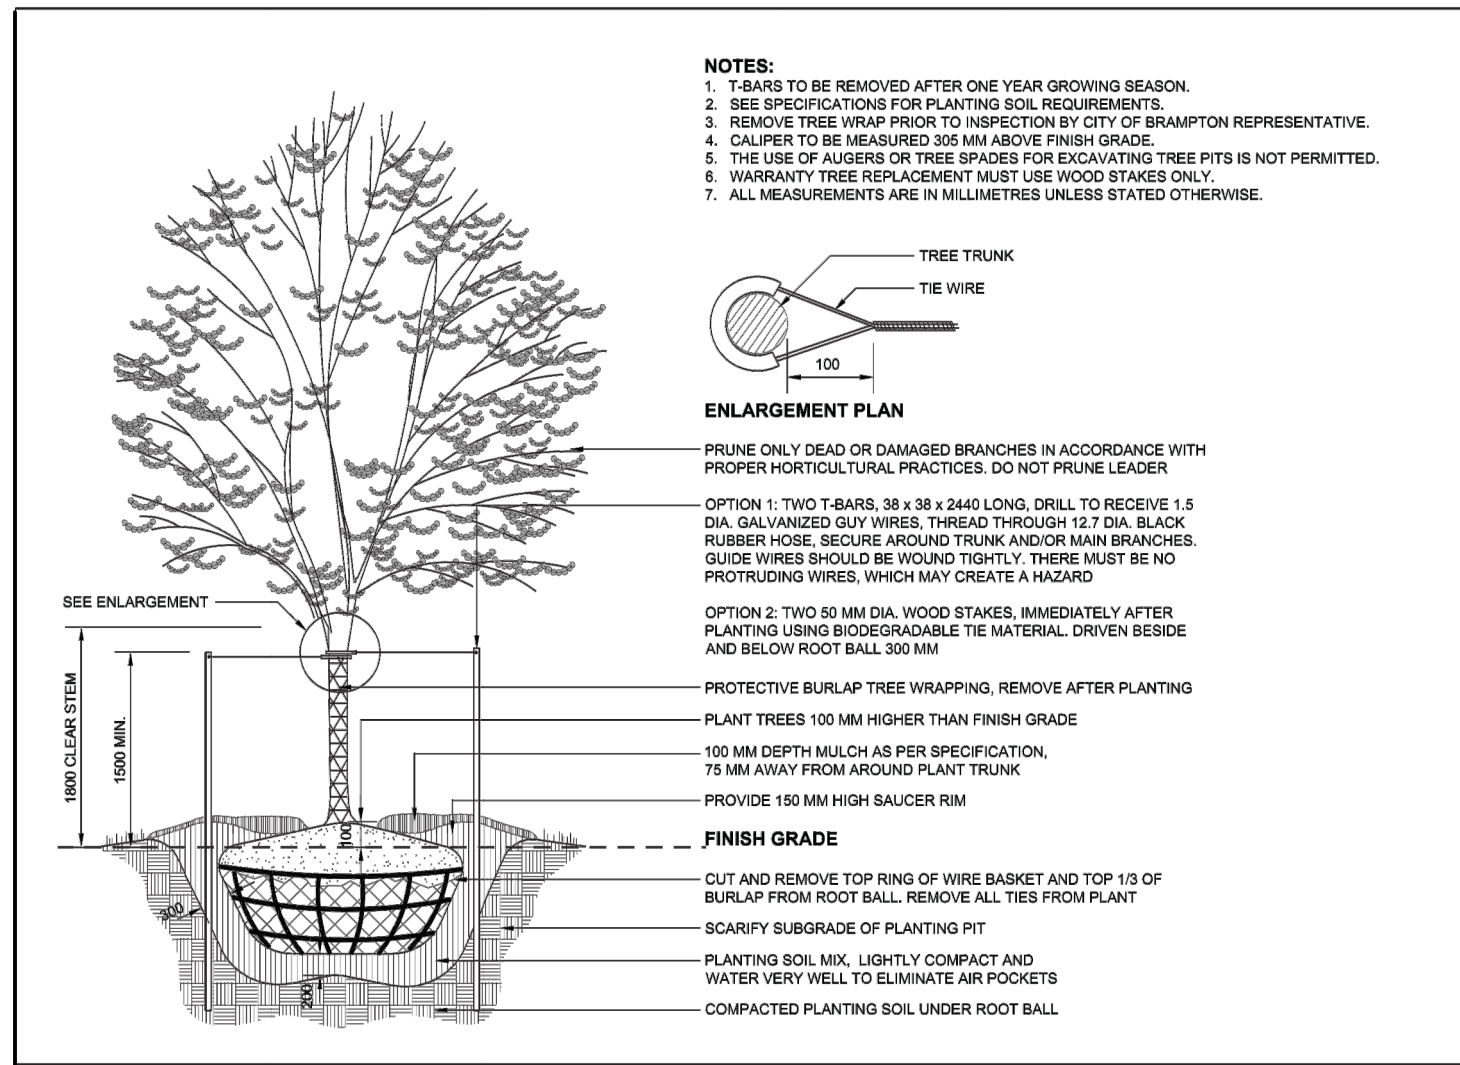 NOTES:
1. T-BARS TO BE REMOVED AFTER ONE YEAR GROWING SEASON.
2. SEE SPECIFICATIONS FOR PLANTING SOIL REQUIREMENTS.
3. REMOVE TREE WRAP PRIOR TO INSPECTION BY CITY OF BRAMPTON REPRESENTATIVE.
4. CALIPER TO BE MEASURED 305 MM ABOVE FINISH GRADE.
5. THE USE OF AUGERS OR TREE SPADES FOR EXCAVATING TREE PITS IS NOT PERMITTED.
6. WARRANTY TREE REPLACEMENT MUST USE WOOD STAKES ONLY.
7. ALL MEASUREMENTS ARE IN MILLIMETRES UNLESS STATED OTHERWISE.
TREE TRUNK
TIE WIRE
100
ENLARGEMENT PLAN
PRUNE ONLY DEAD OR DAMAGED BRANCHES IN ACCORDANCE WITH
PROPER HORTICULTURAL PRACTICES. DO NOT PRUNE LEADER
OPTION 1: TWO T-BARS, 38 x 38 x 2440 LONG, DRILL TO RECEIVE 1.5
DIA. GALVANIZED GUY WIRES, THREAD THROUGH 12.7 DIA. BLACK
RUBBER HOSE, SECURE AROUND TRUNK AND/OR MAIN BRANCHES.
GUIDE WIRES SHOULD BE WOUND TIGHTLY. THERE MUST BE NO
PROTRUDING WIRES, WHICH MAY CREATE A HAZARD
OPTION 2: TWO 50 MM DIA. WOOD STAKES, IMMEDIATELY AFTER
PLANTING USING BIODEGRADABLE TIE MATERIAL. DRIVEN BESIDE
AND BELOW ROOT BALL 300 MM
PROTECTIVE BURLAP TREE WRAPPING, REMOVE AFTER PLANTING
PLANT TREES 100 MM HIGHER THAN FINISH GRADE
100 MM DEPTH MULCH AS PER SPECIFICATION,
75 MM AWAY FROM AROUND PLANT TRUNK
PROVIDE 150 MM HIGH SAUCER RIM
FINISH GRADE
CUT AND REMOVE TOP RING OF WIRE BASKET AND TOP 1/3 OF
BURLAP FROM ROOT BALL. REMOVE ALL TIES FROM PLANT
SCARIFY SUBGRADE OF PLANTING PIT
PLANTING SOIL MIX, LIGHTLY COMPACT AND
WATER VERY WELL TO ELIMINATE AIR POCKETS
COMPACTED PLANTING SOIL UNDER ROOT BALL
SEE ENLARGEMENT
1800 CLEAR STEM
1500 MIN.
100
300
200